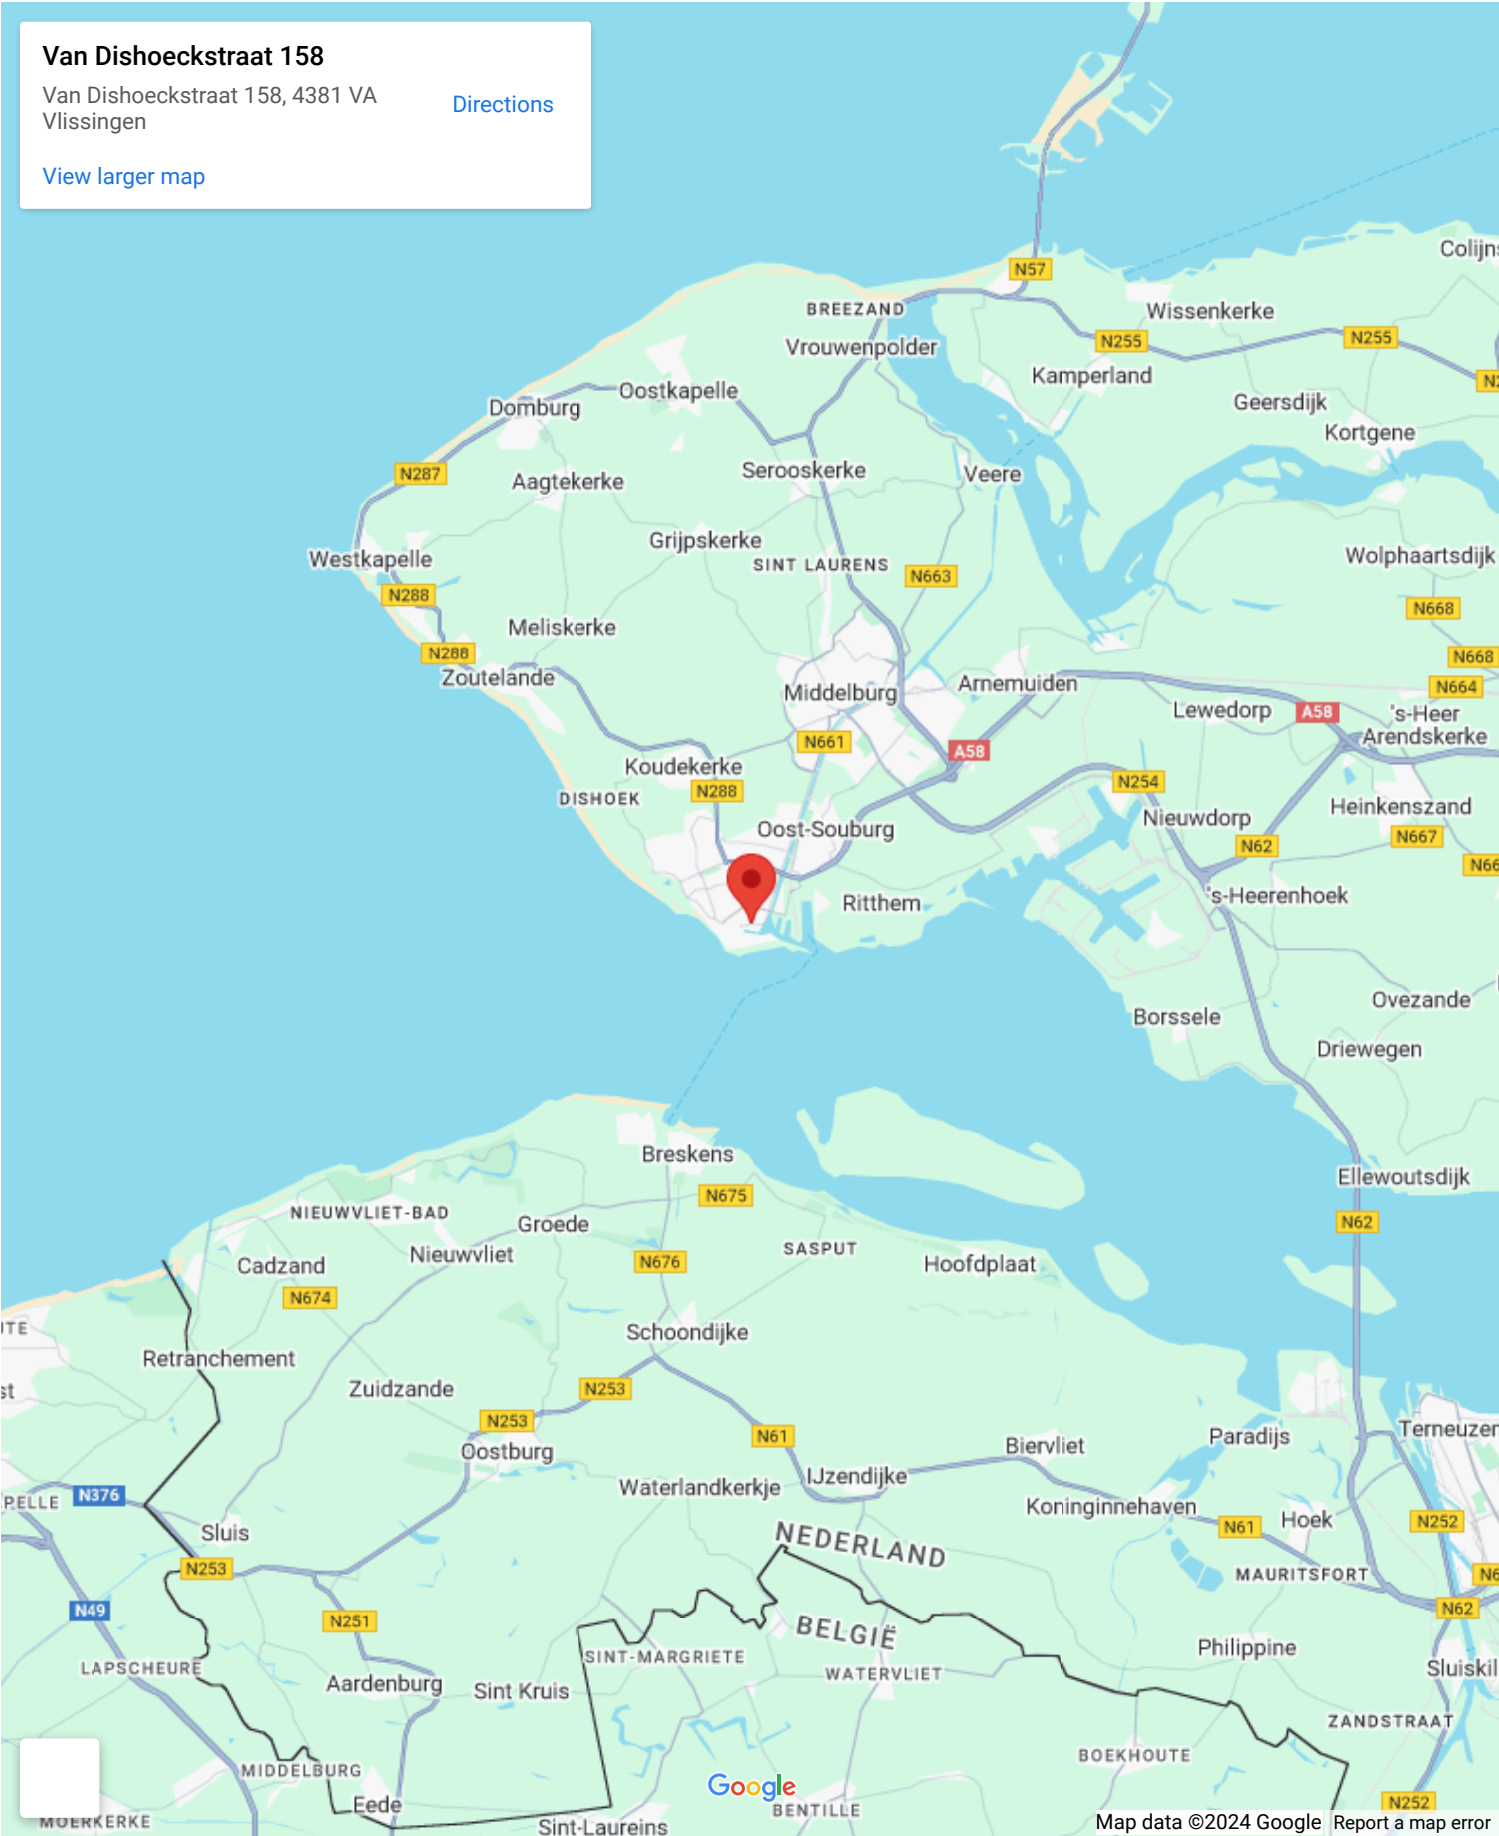 Van Dishoeckstraat 158
Van Dishoeckstraat 158, 4381 VA
Vlissingen
Directions
View larger map
Colijns
N57
BREEZAND
Wissenkerke
Vrouwenpolder
N255
N255
Kamperland
Oostkapelle
Domburg
Geersdijk
Kortgene
N287
Aagtekerke
Serooskerke
Veere
Grijpskerke
Westkapelle
SINT LAURENS
N663
Wolphaartsdijk
N288
N668
Meliskerke
N288
N668
Zoutelande
Middelburg
Arnemuiden
N664
Lewedorp
A58
's-Heer
Arendskerke
N661
A58
Koudekerke
N288
DISHOEK
N254
Nieuwdorp
Heinkenszand
Oost-Souburg
N62
N667
N66
Ritthem
's-Heerenhoek
Ovezande
Borssele
Driewegen
Breskens
Ellewoutsdijk
N675
NIEUWVLIET-BAD
Groede
N62
Nieuwvliet
SASPUT
Cadzand
N676
Hoofdplaat
N674
ITE
Schoondijke
Retranchement
st
Zuidzande
N253
N253
N61
Paradijs
Terneuzen
Oostburg
Biervliet
IJzendijke
Waterlandkerkje
PELLE
N376
Koninginnehaven
N61
Hoek
N252
Sluis
NEDERLAND
N253
MAURITSFORT
N6
N49
N251
N62
BELGIË
LAPSCHEURE
SINT-MARGRIETE
Philippine
WATERVLIET
Sluiskil
Aardenburg
Sint Kruis
ZANDSTRAAT
MIDDELBURG
BOEKHOUTE
Google
Eede
BENTILLE
N252
MOERKERKE
Sint-Laureins
Map data ©2024 Google
Report a map error